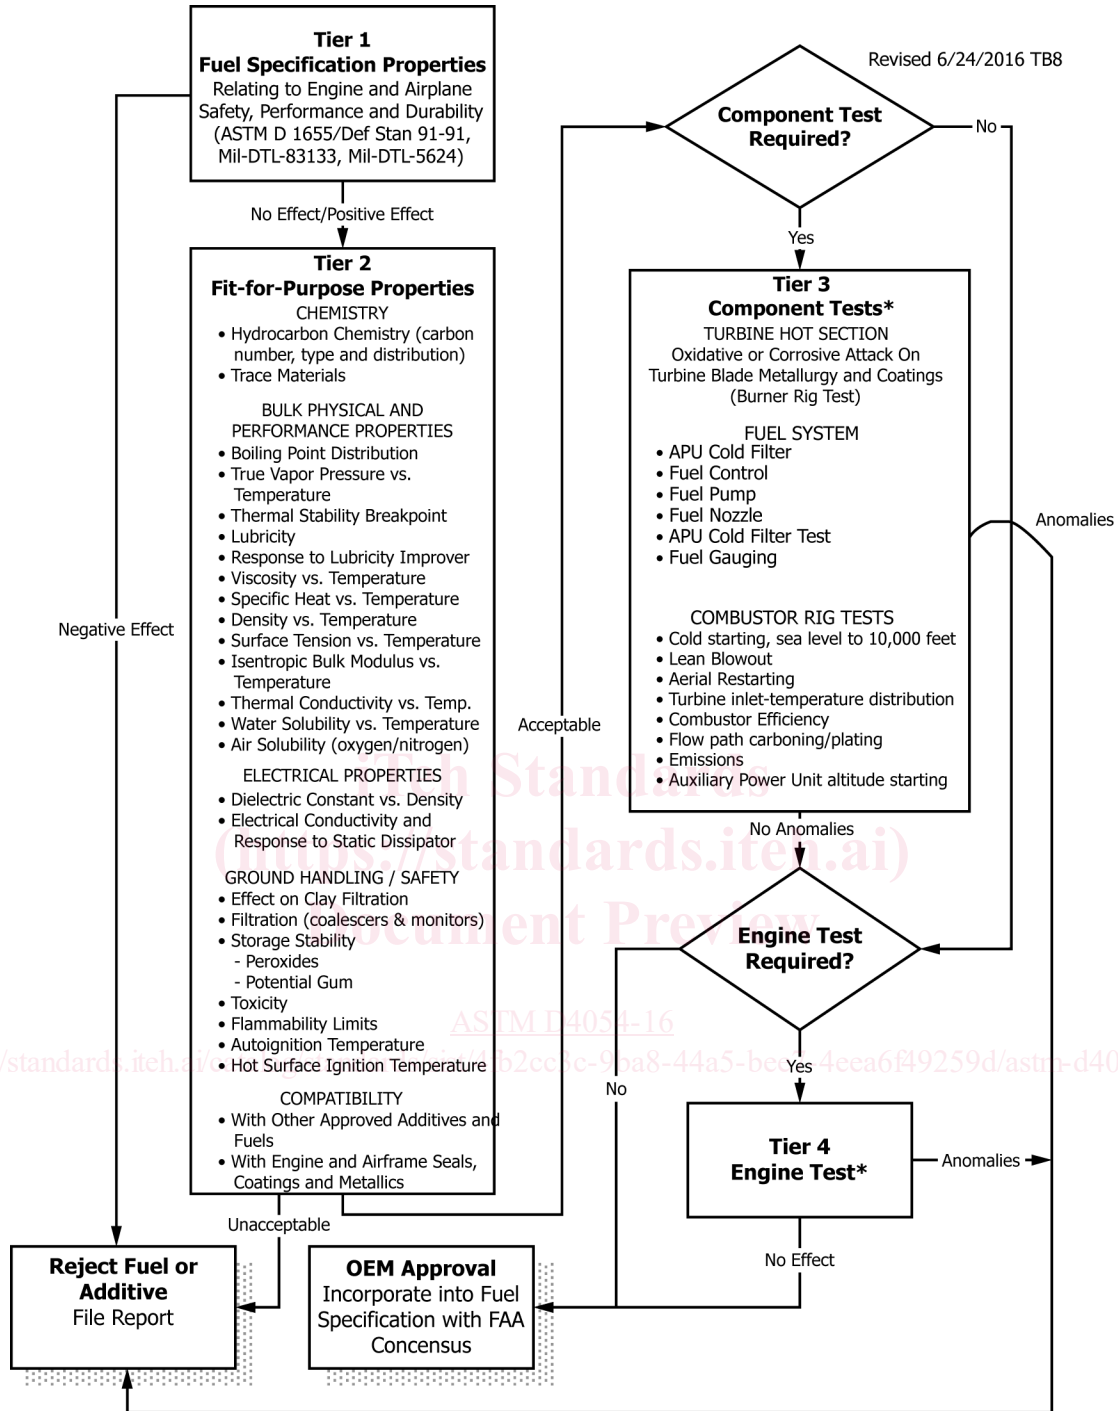 Tier 1
Fuel Specification Properties
Relating to Engine and Airplane
Safety, Performance and Durability
(ASTM D 1655/Def Stan 91-91,
Mil-DTL-83133, Mil-DTL-5624)
No Effect/Positive Effect
Tier 2
Fit-for-Purpose Properties
CHEMISTRY
• Hydrocarbon Chemistry (carbon
number, type and distribution)
• Trace Materials
BULK PHYSICAL AND
PERFORMANCE PROPERTIES
• Boiling Point Distribution
• True Vapor Pressure vs.
Temperature
• Thermal Stability Breakpoint
• Lubricity
• Response to Lubricity Improver
• Viscosity vs. Temperature
• Specific Heat vs. Temperature
• Density vs. Temperature
• Surface Tension vs. Temperature
• Isentropic Bulk Modulus vs.
Temperature
• Thermal Conductivity vs. Temp.
• Water Solubility vs. Temperature
• Air Solubility (oxygen/nitrogen)
ELECTRICAL PROPERTIES
• Dielectric Constant vs. Density
• Electrical Conductivity and
Response to Static Dissipator
GROUND HANDLING / SAFETY
• Effect on Clay Filtration
• Filtration (coalescers & monitors)
• Storage Stability
- Peroxides
- Potential Gum
• Toxicity
• Flammability Limits
• Autoignition Temperature
• Hot Surface Ignition Temperature
COMPATIBILITY
• With Other Approved Additives and
Fuels
• With Engine and Airframe Seals,
Coatings and Metallics
Negative Effect
Unacceptable
Acceptable
Reject Fuel or
Additive
File Report
OEM Approval
Incorporate into Fuel
Specification with FAA
Concensus
Revised 6/24/2016 TB8
Component Test
Required?
No
Yes
Tier 3
Component Tests*
TURBINE HOT SECTION
Oxidative or Corrosive Attack On
Turbine Blade Metallurgy and Coatings
(Burner Rig Test)
FUEL SYSTEM
• APU Cold Filter
• Fuel Control
• Fuel Pump
• Fuel Nozzle
• APU Cold Filter Test
• Fuel Gauging
COMBUSTOR RIG TESTS
• Cold starting, sea level to 10,000 feet
• Lean Blowout
• Aerial Restarting
• Turbine inlet-temperature distribution
• Combustor Efficiency
• Flow path carboning/plating
• Emissions
• Auxiliary Power Unit altitude starting
Anomalies
No Anomalies
Engine Test
Required?
No
Yes
Tier 4
Engine Test*
Anomalies
No Effect
iTeh Standards
(https://standards.iteh.ai)
Document Preview
ASTM D4054-16